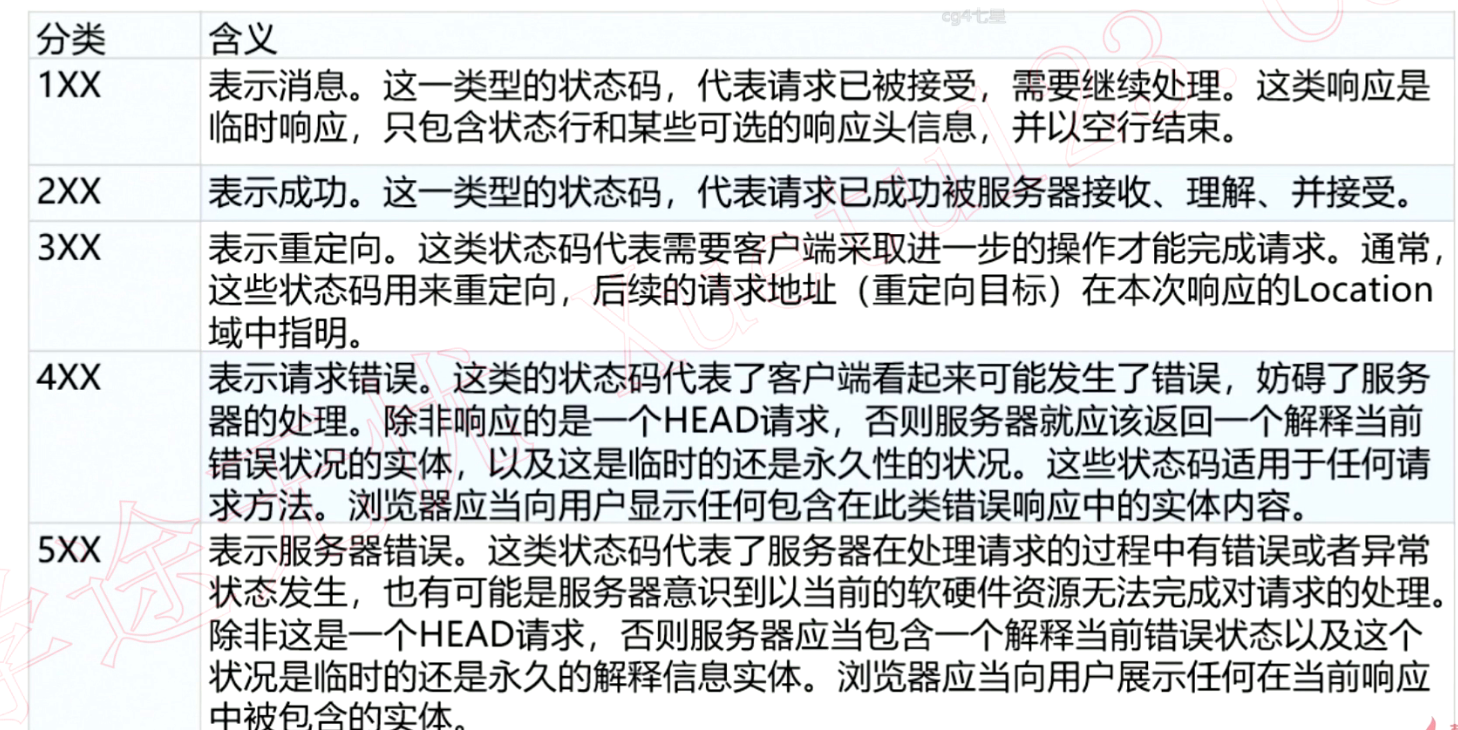 cg4七星
分类 含义
1XX 表示消息。这一类型的状态码，代表请求已被接受，需要继续处理。这类响应是
临时响应，只包含状态行和某些可选的响应头信息，并以空行结束。
2XX 表示成功。这一类型的状态码，代表请求已成功被服务器接收、理解、并接受。
3XX 表示重定向。这类状态码代表需要客户端采取进一步的操作才能完成请求。通常，
这些状态码用来重定向，后续的请求地址（重定向目标）在本次响应的Location
域中指明。
4XX 表示请求错误。这类的状态码代表了客户端看起来可能发生了错误，妨碍了服务
器的处理。除非响应的是一个HEAD请求，否则服务器就应该返回一个解释当前
错误状况的实体，以及这是临时的还是永久性的状况。这些状态码适用于任何请
求方法。浏览器应当向用户显示任何包含在此类错误响应中的实体内容。
5XX 表示服务器错误。这类状态码代表了服务器在处理请求的过程中有错误或者异常
状态发生，也有可能是服务器意识到以当前的软硬件资源无法完成对请求的处理。
除非这是一个HEAD请求，否则服务器应当包含一个解释当前错误状态以及这个
状况是临时的还是永久的解释信息实体。浏览器应当向用户展示任何在当前响应
中被包含的实体。
学途无忧 Xuetu123.